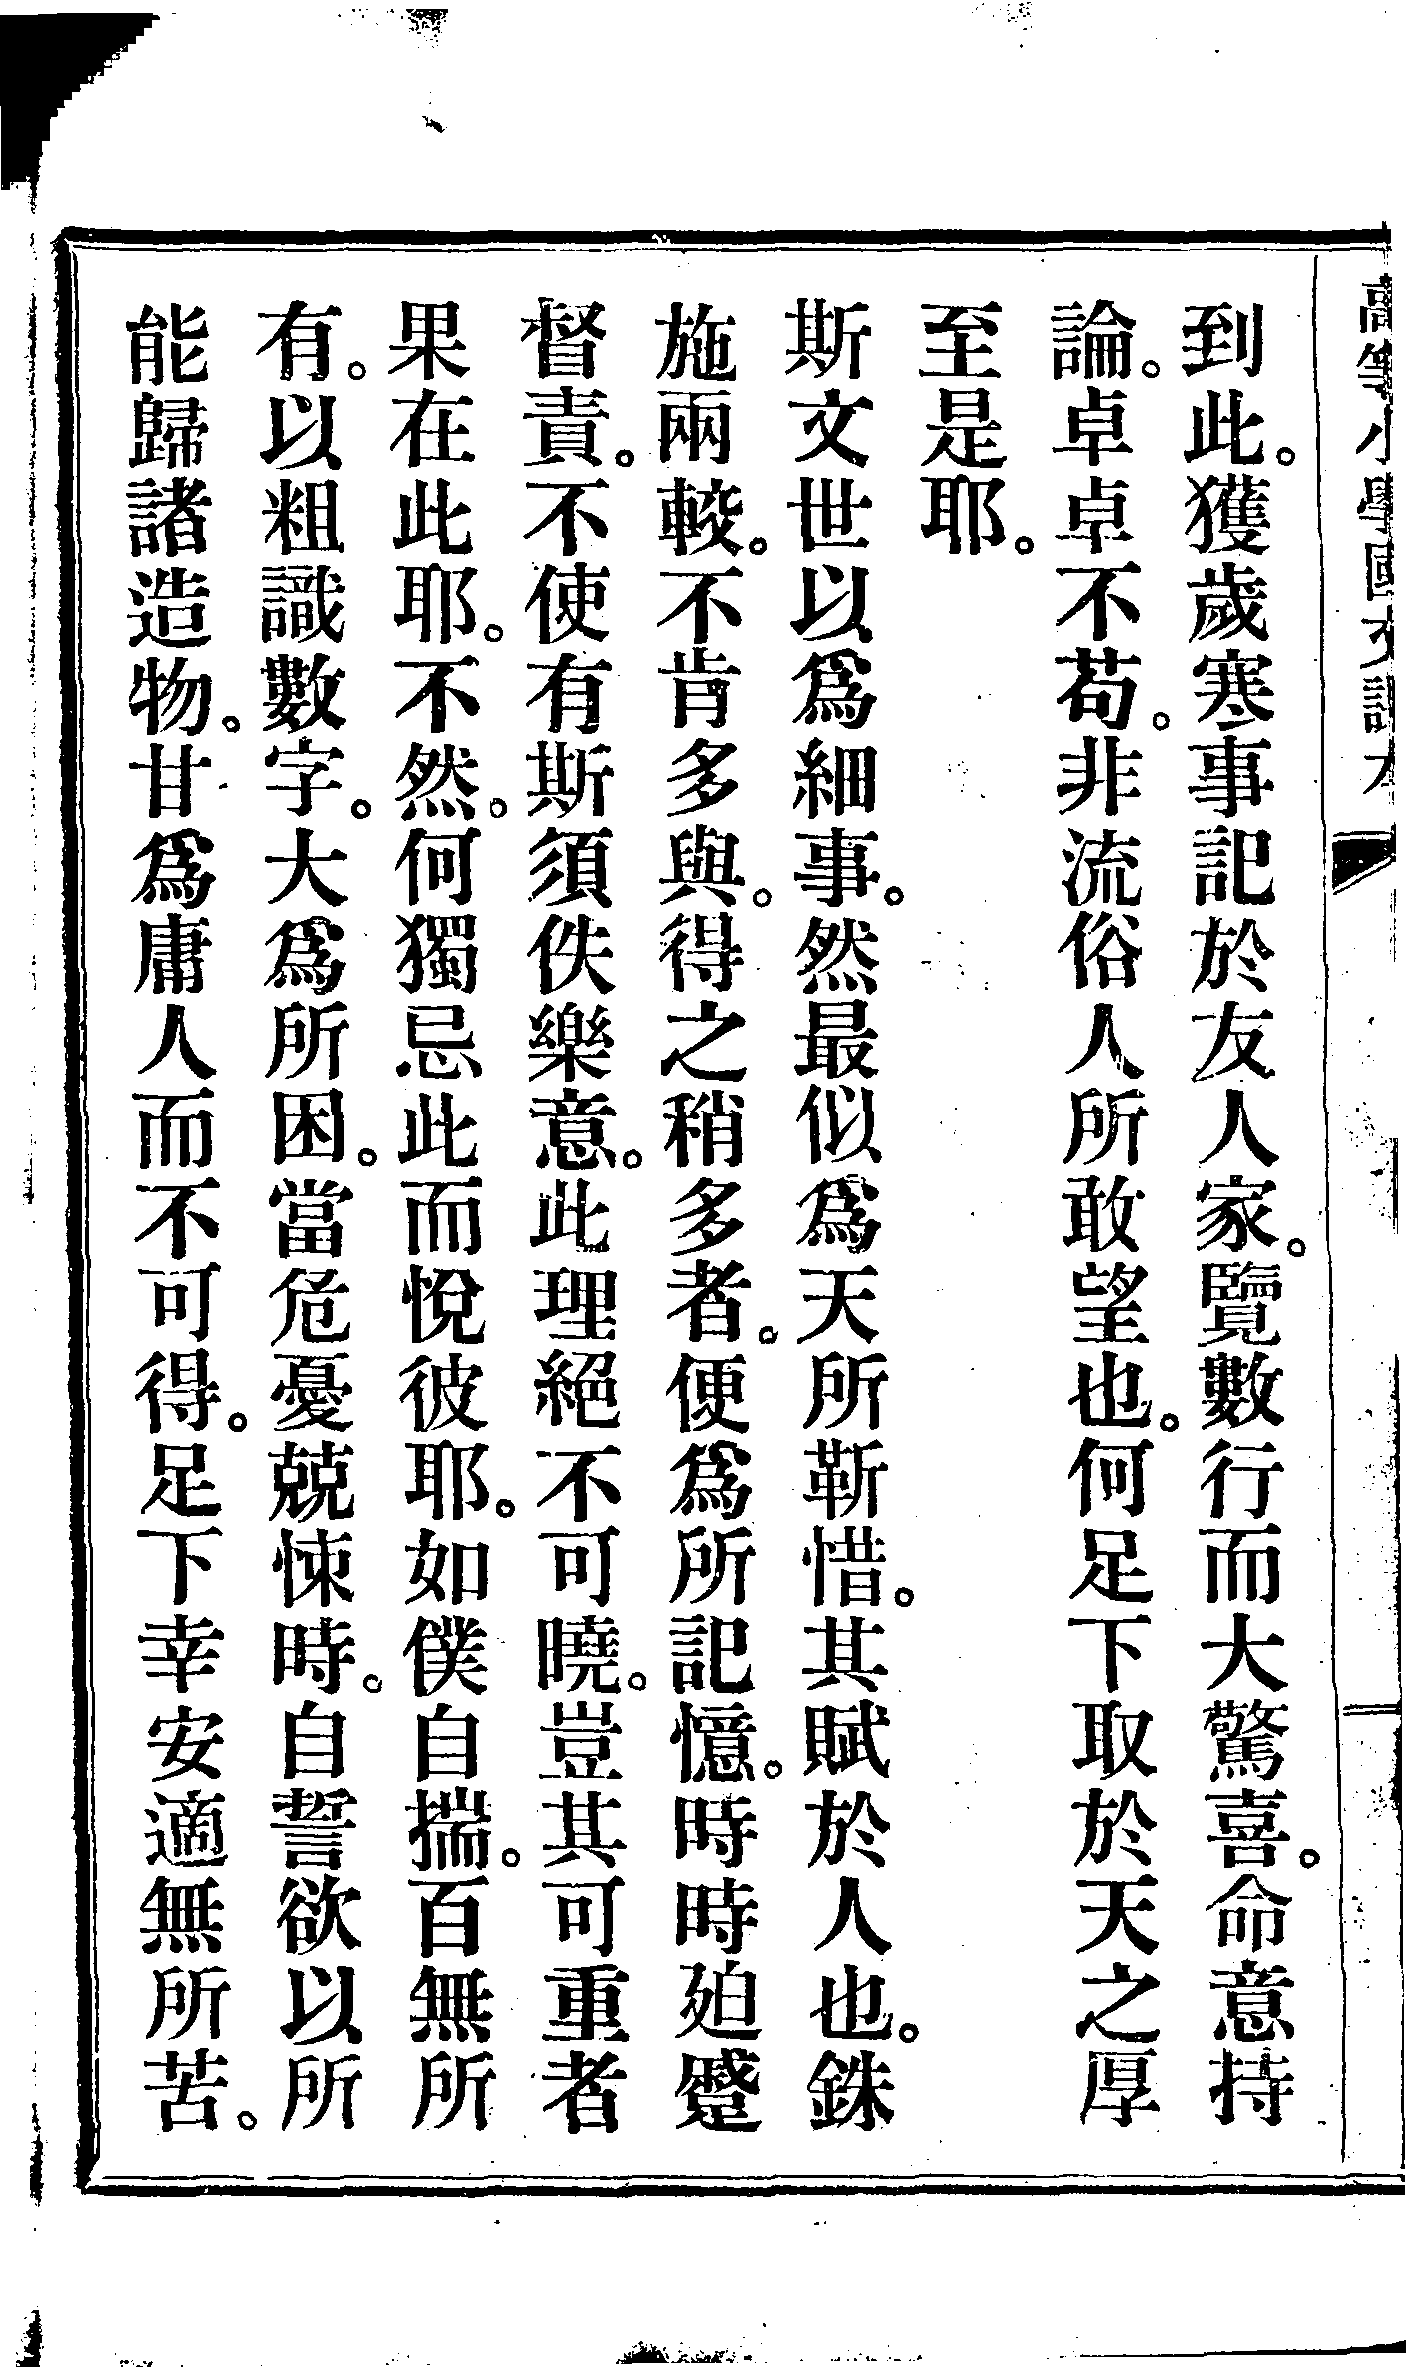 高等小學國文讀本
到此。獲歲寒事記於友人家。覽數行而大驚喜。命意持
論。卓卓不苟。非流俗人所敢望也。何足下取於天之厚
至是耶。
斯文世以爲細事。然最似爲天所靳惜。其賦於人也。銖
施兩較。不肯多與。得之稍多者。便爲所記憶。時時廹蹙
督責。不使有斯須佚樂意。此理絕不可曉。豈其可重者
果在此耶。不然。何獨忌此而悅彼耶。如僕自揣。百無所
有。以粗識數字。大爲所困。當危憂兢悚時。自誓欲以所
能歸諸造物。甘爲庸人而不可得。足下幸安適無所苦。